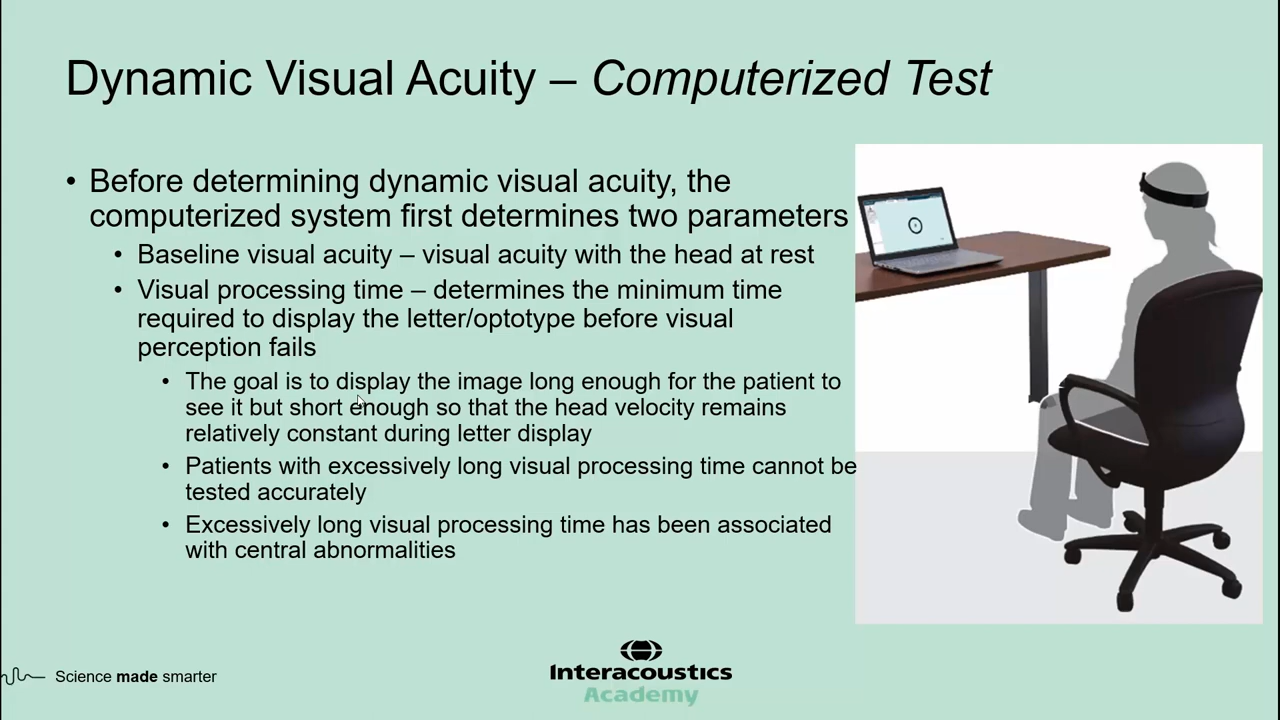 Dynamic Visual Acuity – Computerized Test
• Before determining dynamic visual acuity, the
computerized system first determines two parameters
• Baseline visual acuity – visual acuity with the head at rest
• Visual processing time – determines the minimum time
required to display the letter/optotype before visual
perception fails
• The goal is to display the image long enough for the patient to
see it but short enough so that the head velocity remains
relatively constant during letter display
• Patients with excessively long visual processing time cannot be
tested accurately
• Excessively long visual processing time has been associated
with central abnormalities
Science made smarter
Interacoustics
Academy